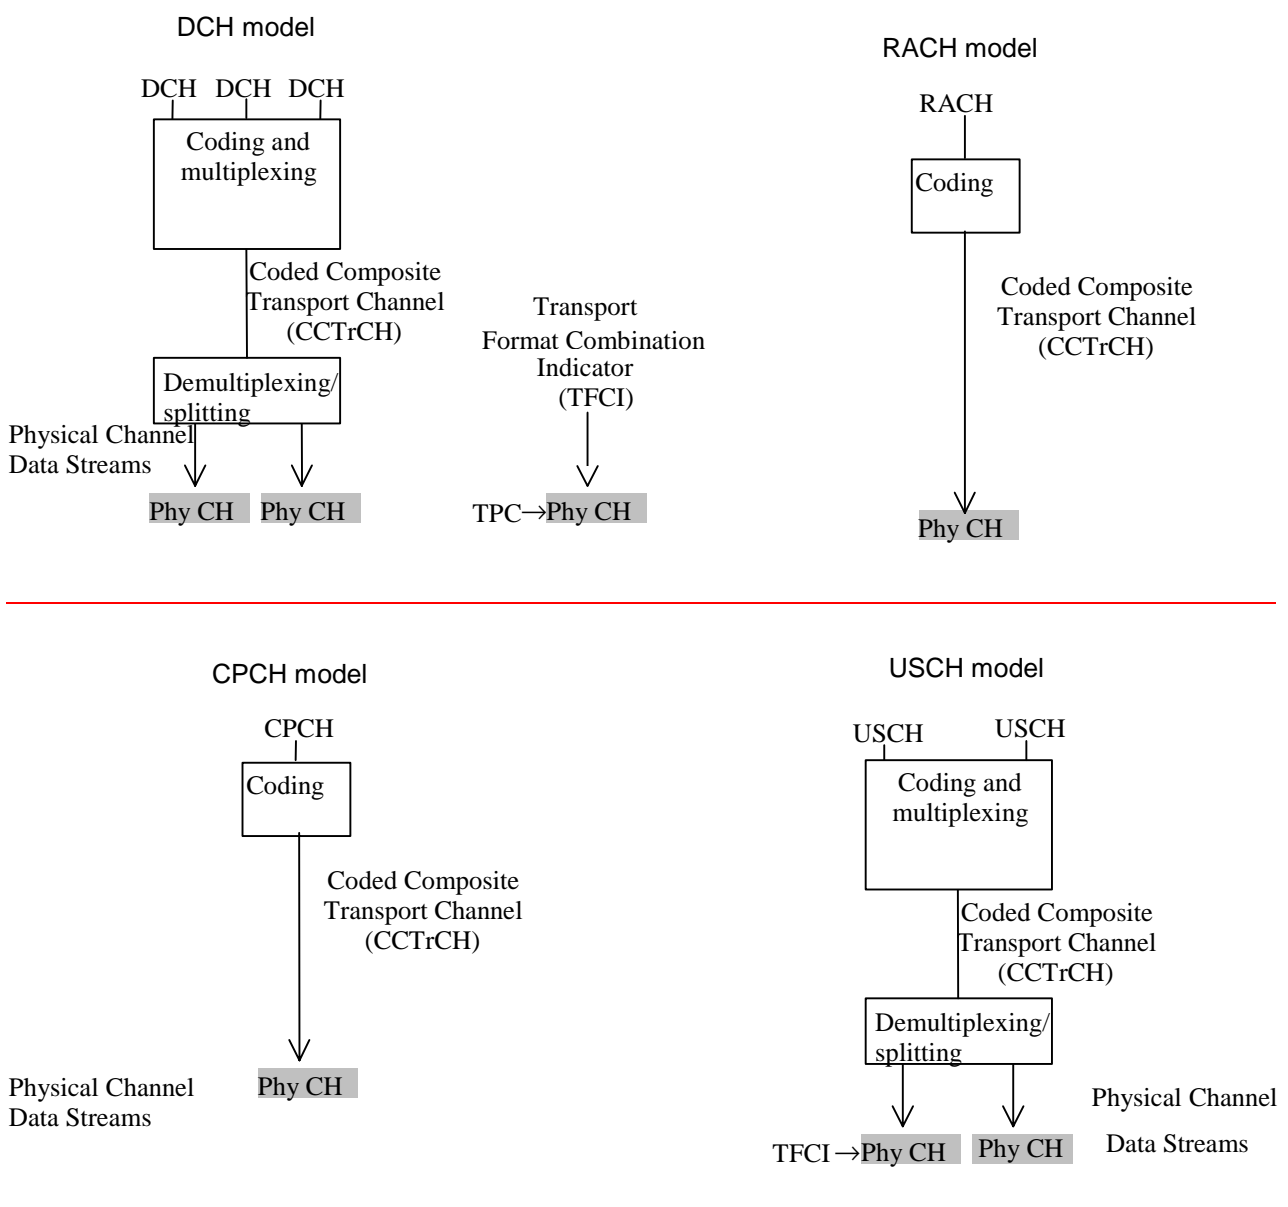 DCH model
DCH DCH DCH
Coding and
multiplexing
Coded Composite
Transport Channel
(CCTrCH)
Demultiplexing/
splitting
Physical Channel
Data Streams
Phy CH Phy CH
Transport
Format Combination
Indicator
(TFCI)
TPC→Phy CH
RACH model
RACH
Coding
Coded Composite
Transport Channel
(CCTrCH)
Phy CH
CPCH model
CPCH
Coding
Coded Composite
Transport Channel
(CCTrCH)
Physical Channel
Data Streams
Phy CH
USCH model
USCH USCH
Coding and
multiplexing
Coded Composite
Transport Channel
(CCTrCH)
Demultiplexing/
splitting
TFCI→Phy CH Phy CH
Physical Channel
Data Streams